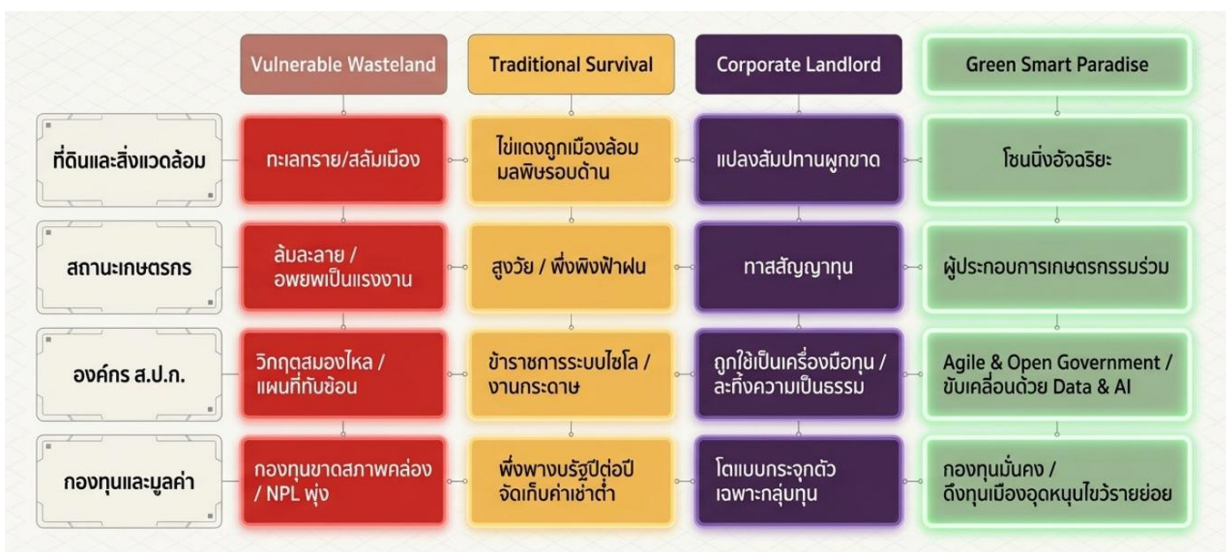 Vulnerable Wasteland
Traditional Survival
Corporate Landlord
Green Smart Paradise
ที่ดินและสิ่งแวดล้อม
ทะเลทราย/สลัมเมือง
ไข่แดงถูกเมืองล้อม
มลพิษรอบด้าน
แปลงสัมปทานผูกขาด
โซนนิ่งอัจฉริยะ
สถานะเกษตรกร
ล้มละลาย /
อพยพเป็นแรงงาน
สูงวัย / พึ่งพิงฟ้าฝน
ทาสสัญญาทุน
ผู้ประกอบการเกษตรกรรมร่วม
องค์กร ส.ป.ก.
วิกฤตสมองไหล /
แผนที่ทับซ้อน
ข้าราชการระบบไซโล /
งานกระดาษ
ถูกใช้เป็นเครื่องมือทุน /
ละทิ้งความเป็นธรรม
Agile & Open Government /
ขับเคลื่อนด้วย Data & AI
กองทุนและมูลค่า
กองทุนขาดสภาพคล่อง
/ NPL พุ่ง
พึ่งพางบรัฐปีต่อปี
จัดเก็บค่าเช่าต่ำ
โตแบบกระจุกตัว
เฉพาะกลุ่มทุน
กองทุนมั่นคง /
ดึงทุนเมืองอุดหนุนไขว้รายย่อย